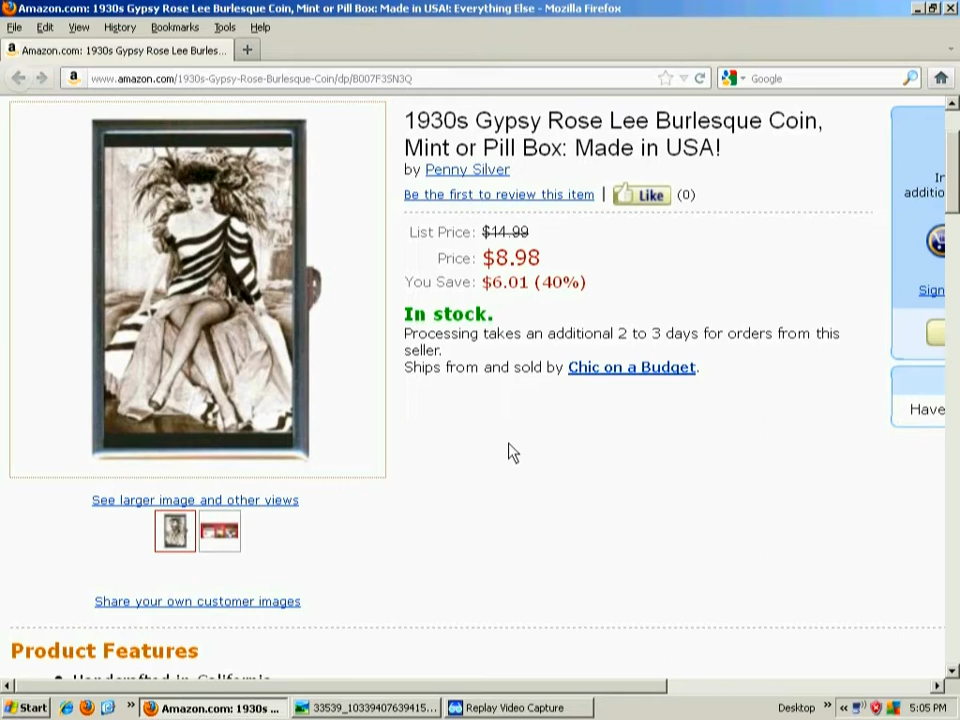 Amazon.com: 1930s Gypsy Rose Lee Burlesque Coin, Mint or Pill Box: Made in USA!: Everything Else - Mozilla Firefox
File Edit View History Bookmarks Tools Help
Amazon.com: 1930s Gypsy Rose Lee Burles...
www.amazon.com/1930s-Gypsy-Rose-Burlesque-Coin/dp/B007F3SN3Q
Google
1930s Gypsy Rose Lee Burlesque Coin,
Mint or Pill Box: Made in USA!
by Penny Silver
Be the first to review this item | Like (0)
List Price: $14.99
Price: $8.98
You Save: $6.01 (40%)
In stock.
Processing takes an additional 2 to 3 days for orders from this
seller.
Ships from and sold by Chic on a Budget.
additio
Sign
Have
See larger image and other views
Share your own customer images
Product Features
Handcrafted in California
Start
Amazon.com: 1930s ...
33539_10339407639415...
Replay Video Capture
Desktop
5:05 PM